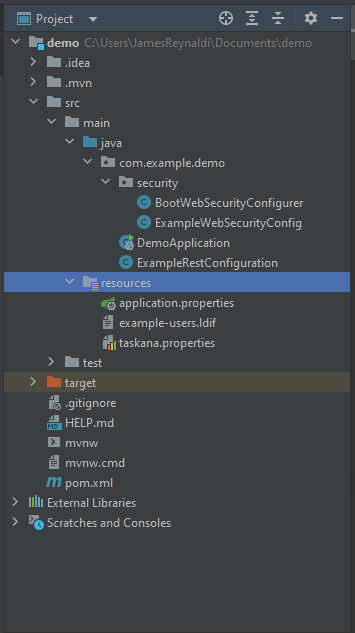 Project
demo C:\Users\JamesReynaldi\Documents\demo
.idea
.mvn
src
main
java
com.example.demo
security
BootWebSecurityConfigurer
ExampleWebSecurityConfig
DemoApplication
ExampleRestConfiguration
resources
application.properties
example-users.ldif
taskana.properties
test
target
.gitignore
HELP.md
mvnw
mvnw.cmd
pom.xml
External Libraries
Scratches and Consoles